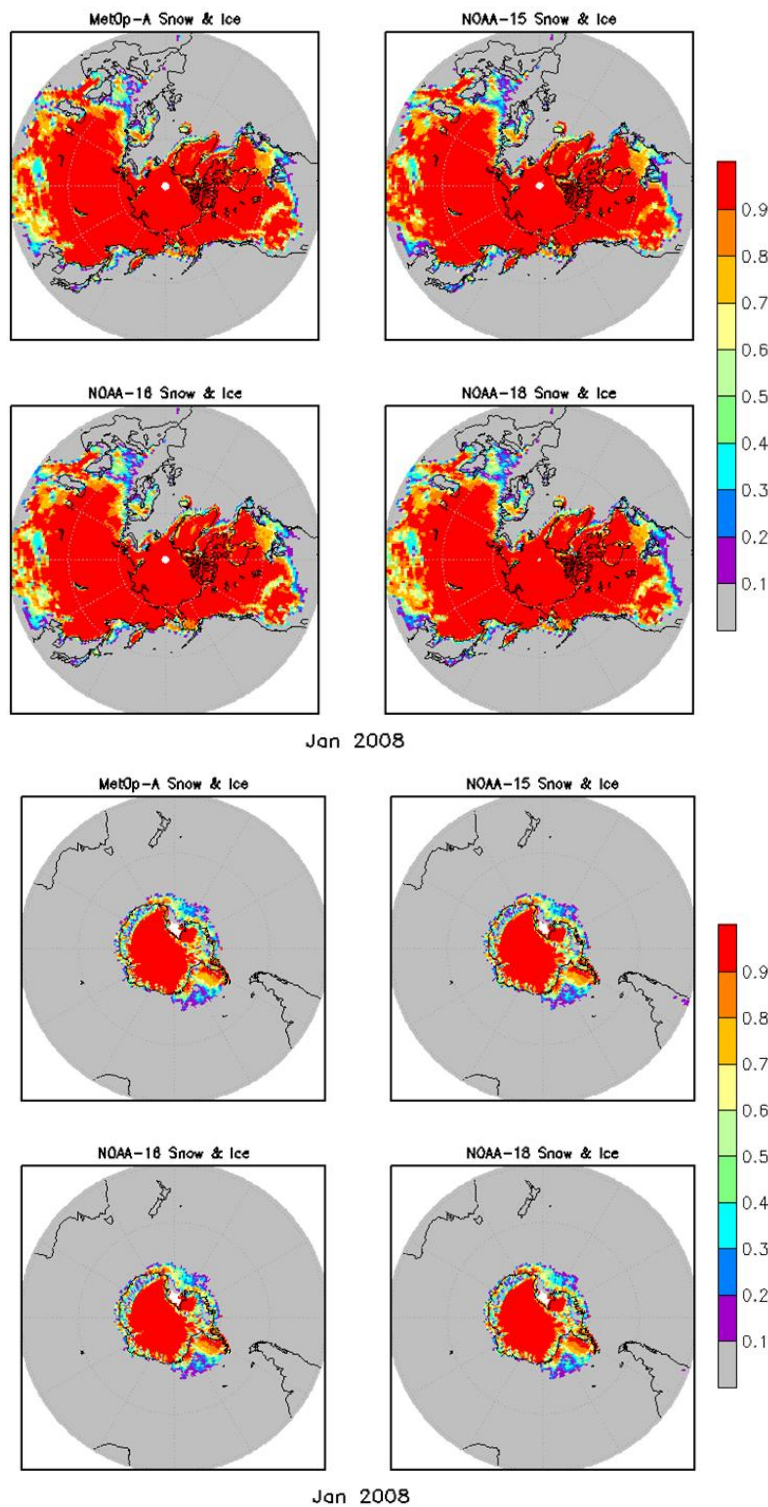 MetOp-A Snow & Ice
NOAA-15 Snow & Ice
0.9
0.8
0.7
0.6
0.5
0.4
0.3
0.2
0.1
NOAA-16 Snow & Ice
NOAA-18 Snow & Ice
Jan 2008
MetOp-A Snow & Ice
NOAA-15 Snow & Ice
0.9
0.8
0.7
0.6
0.5
0.4
0.3
0.2
0.1
NOAA-16 Snow & Ice
NOAA-18 Snow & Ice
Jan 2008